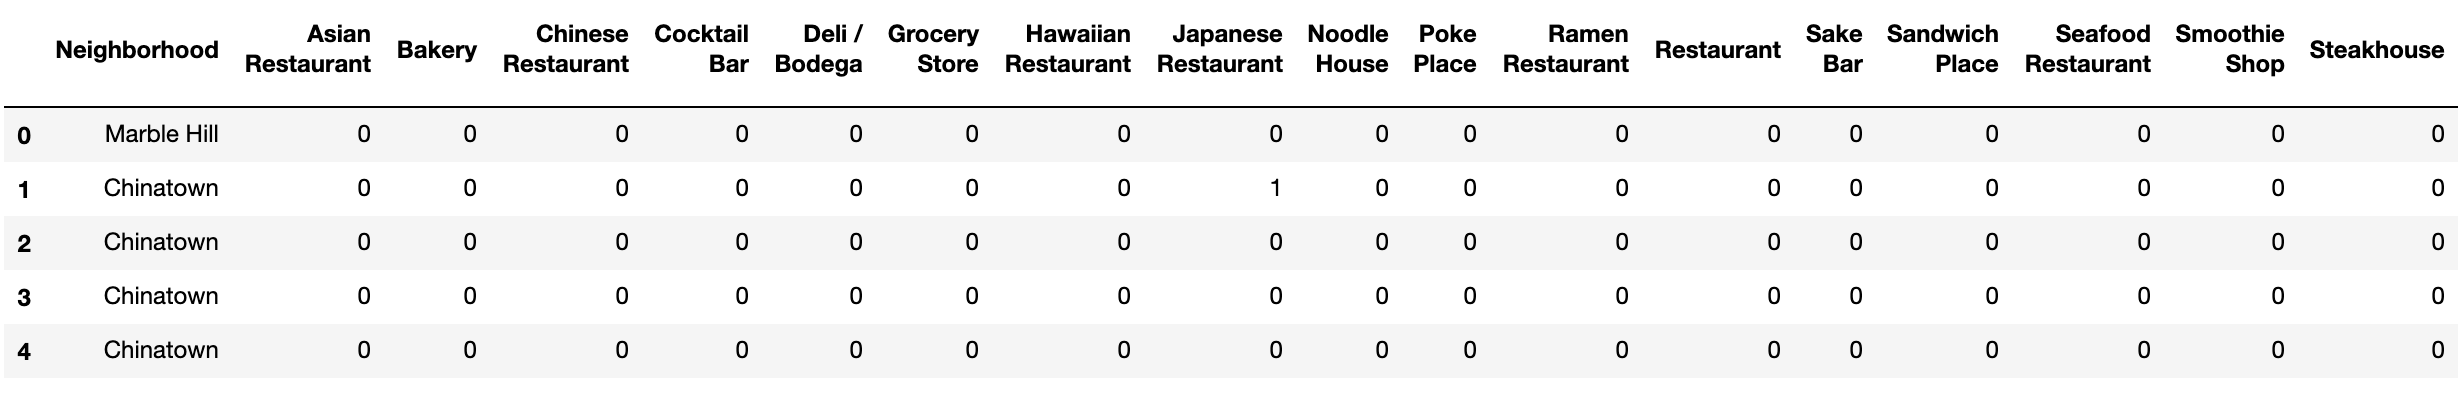 Neighborhood Asian Restaurant Bakery Chinese Restaurant Cocktail Bar Deli / Bodega Grocery Store Hawaiian Restaurant Japanese Restaurant Noodle House Poke Place Ramen Restaurant Restaurant Sake Bar Sandwich Place Seafood Restaurant Smoothie Shop Steakhouse
0 Marble Hill 0 0 0 0 0 0 0 0 0 0 0 0 0 0 0 0 0
1 Chinatown 0 0 0 0 0 0 0 1 0 0 0 0 0 0 0 0 0
2 Chinatown 0 0 0 0 0 0 0 0 0 0 0 0 0 0 0 0 0
3 Chinatown 0 0 0 0 0 0 0 0 0 0 0 0 0 0 0 0 0
4 Chinatown 0 0 0 0 0 0 0 0 0 0 0 0 0 0 0 0 0